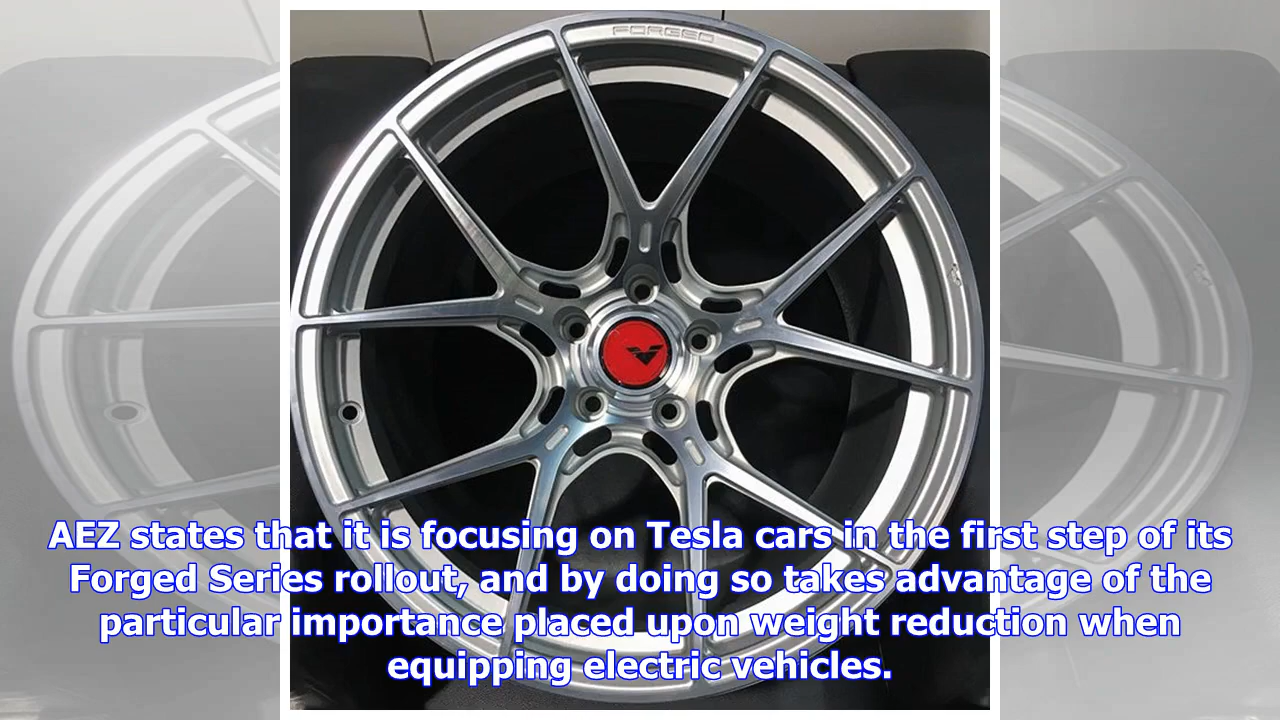 FORGED
AEZ states that it is focusing on Tesla cars in the first step of its
Forged Series rollout, and by doing so takes advantage of the
particular importance placed upon weight reduction when
equipping electric vehicles.